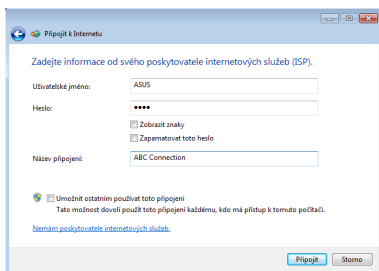 Připojit k Internetu
Zadejte informace od svého poskytovatele internetových služeb (ISP).
Uživatelské jméno: ASUS
Heslo: ••••
Zobrazit znaky
Zapamatovat toto heslo
Název připojení: ABC Connection
Umožnit ostatním používat toto připojení
Tato možnost dovolí použít toto připojení každému, kdo má přístup k tomuto počítači.
Nemám poskytovatele internetových služeb.
Připojit Storno